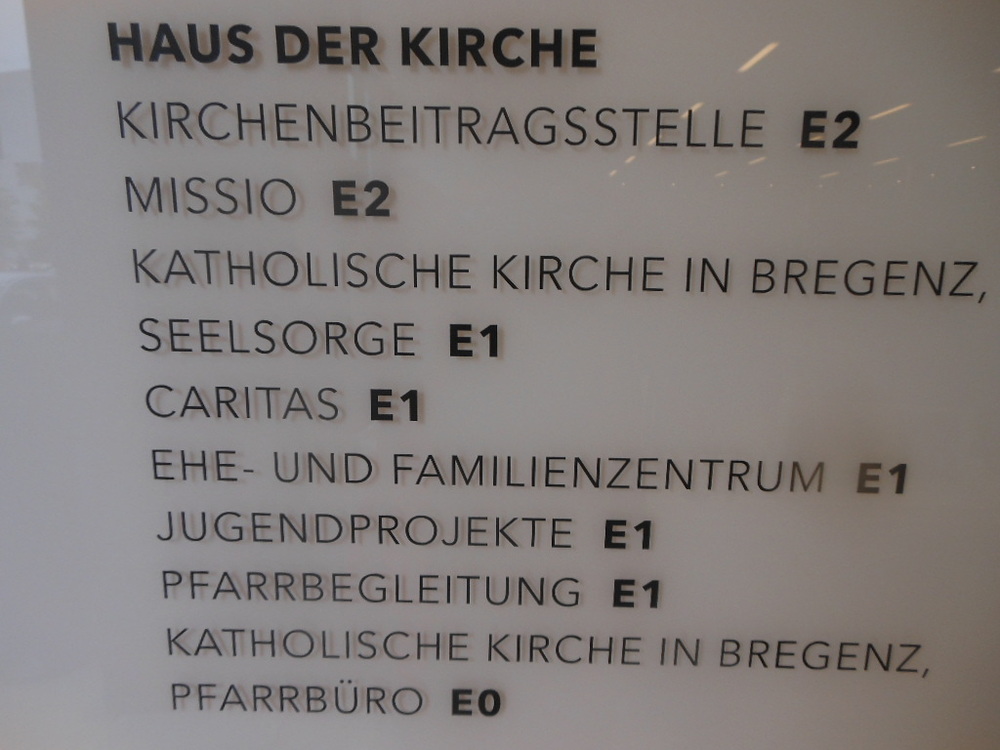 HAUS DER KIRCHE
KIRCHENBEITRAGSSTELLE E2
MISSIO E2
KATHOLISCHE KIRCHE IN BREGENZ,
SEELSORGE E1
CARITAS E1
EHE- UND FAMILIENZENTRUM E1
JUGENDPROJEKTE E1
PFARRBEGLEITUNG E1
KATHOLISCHE KIRCHE IN BREGENZ,
PFARRBÜRO E0